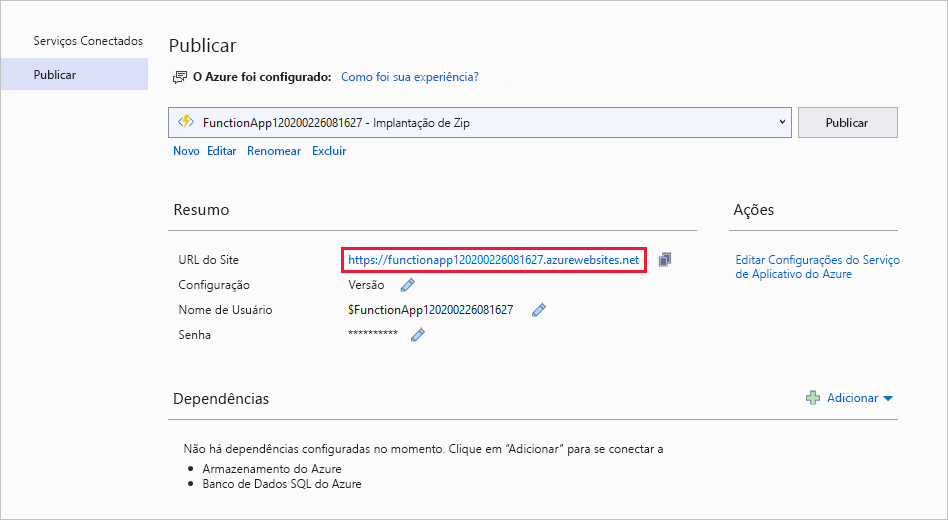 Serviços Conectados
Publicar
Publicar
O Azure foi configurado: Como foi sua experiência?
FunctionApp120200226081627 - Implantação de Zip
Publicar
Novo Editar Renomear Excluir
Resumo
Ações
URL do Site https://functionapp120200226081627.azurewebsites.net
Configuração Versão
Nome de Usuário $FunctionApp120200226081627
Senha **********
Editar Configurações do Serviço
de Aplicativo do Azure
Dependências
Adicionar
Não há dependências configuradas no momento. Clique em “Adicionar” para se conectar a
• Armazenamento do Azure
• Banco de Dados SQL do Azure